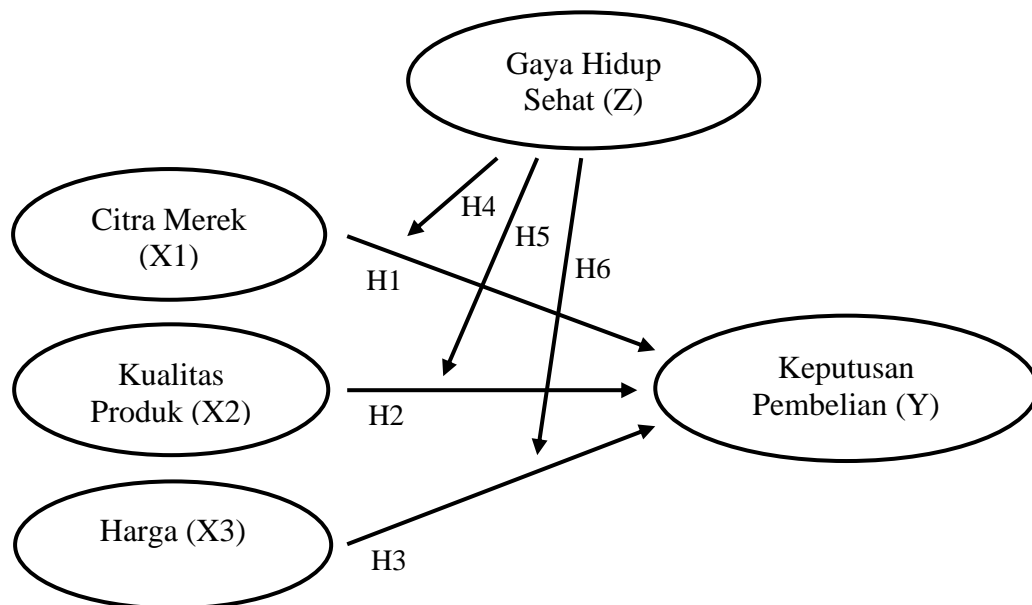 Gaya Hidup
Sehat (Z)
H4
H5
H6
Citra Merek
(X1)
H1
Kualitas
Produk (X2)
H2
Keputusan
Pembelian (Y)
Harga (X3)
H3